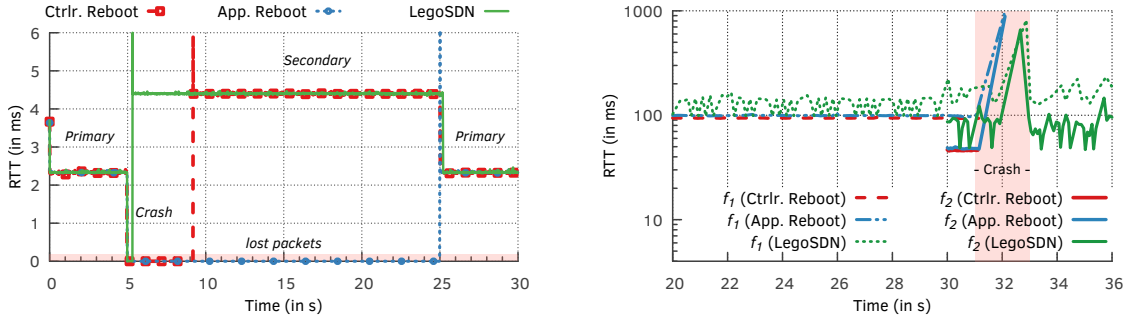 Ctrlr. Reboot App. Reboot LegoSDN
6
5
4
3
2
1
0
RTT (in ms)
Secondary
Primary
Primary
Crash
lost packets
0 5 10 15 20 25 30
Time (in s)
1000
100
10
RTT (in ms)
Crash
f1 (Ctrlr. Reboot) f2 (Ctrlr. Reboot)
f1 (App. Reboot) f2 (App. Reboot)
f1 (LegoSDN) f2 (LegoSDN)
20 22 24 26 28 30 32 34 36
Time (in s)